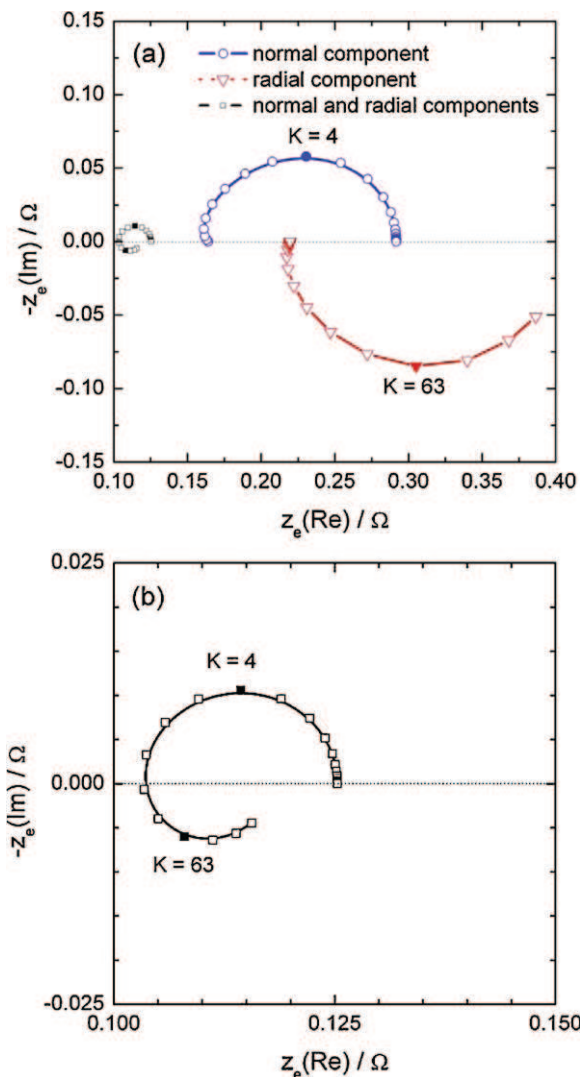 (a)
normal component
radial component
normal and radial components
K = 4
K = 63
0.15
0.10
0.05
0.00
-0.05
-0.10
-0.15
-z_e(Im) / Ω
0.10 0.15 0.20 0.25 0.30 0.35 0.40
z_e(Re) / Ω
(b)
K = 4
K = 63
0.025
0.000
-0.025
-z_e(Im) / Ω
0.100 0.125 0.150
z_e(Re) / Ω